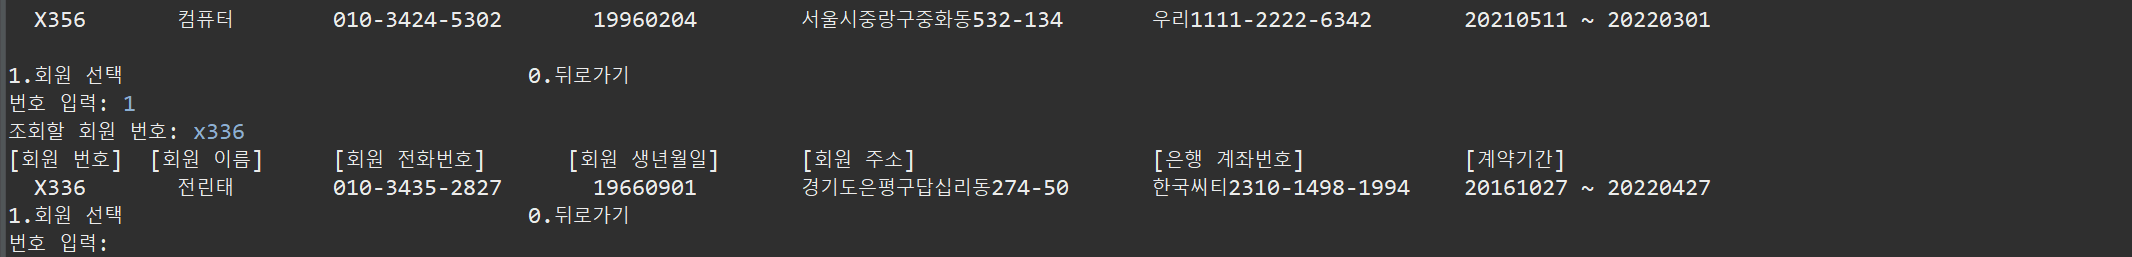 X356 컴퓨터 010-3424-5302 19960204 서울시중랑구중화동532-134 우리1111-2222-6342 20210511 ~ 20220301
1.회원 선택 0.뒤로가기
번호 입력: 1
조회할 회원 번호: x336
[회원 번호] [회원 이름] [회원 전화번호] [회원 생년월일] [회원 주소] [은행 계좌번호] [계약기간]
X336 전린태 010-3435-2827 19660901 경기도은평구답십리동274-50 한국씨티2310-1498-1994 20161027 ~ 20220427
1.회원 선택 0.뒤로가기
번호 입력: